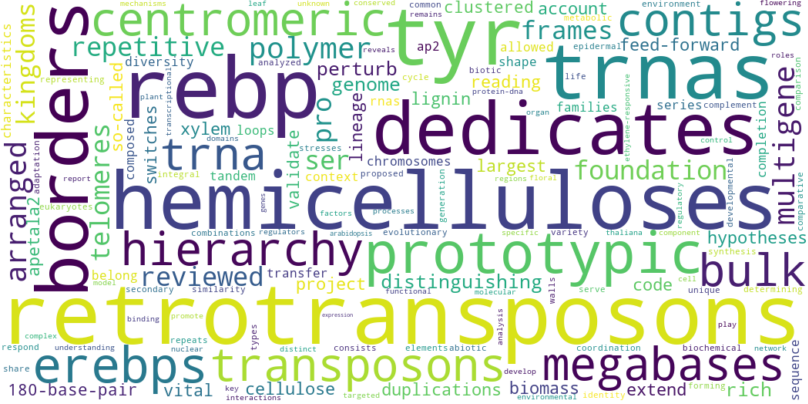 characteristics
kingdoms
borders
centromeric
tyr
clustered
account
contigs
mechanisms
leaf
unknown
conserved
common
remains
environment
metabolic
flowering
repetitive
polymer
reveals
analyzed
ap2
allowed
frames
feed-forward
epidermal
diversity
rebp
perturb
cycle
biotic
shape
trnas
life
roles
representing
so-called
composed
switches
plant
transcriptional
genome
rnas
protein-dna
reading
organ
families
series
complement
multigene
comparison
lineage
pro
lignin
dedicates
ethylene-responsive
control
completion
telomeres
xylem
loops
domains
stresses
validate
arranged
adaptation
report
trna
ser
chromosomes
largest
foundation
integral
tandem
context
proposed
generation
regions
floral
regulatory
developmental
comparative
apetala2
eukaryotes
hemicelluloses
genes
factors
processes
combinations
regulators
arabidopsis
evolutionary
specific
variety
thaliana
component
hypotheses
hierarchy
prototypic
cell
synthesis
belong
model
reviewed
transfer
project
distinguishing
code
unique
determining
bulk
secondary
similarity
functional
molecular
walls
serve
retrotransposons
binding
promote
expression
play
complex
respond
understanding
repeats
nuclear
distinct
types
consists
elements
abiotic
analysis
coordination
biochemical
network
share
erebps
transposons
develop
megabases
forming
identity
sequence
180-base-pair
vital
key
interactions
cellulose
duplications
targeted
biomass
environmental
extend
rich